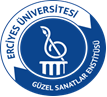 ERCİYES ÜNİVERSİTESİ
GÜZEL SANATLAR ENSTİTÜSÜ